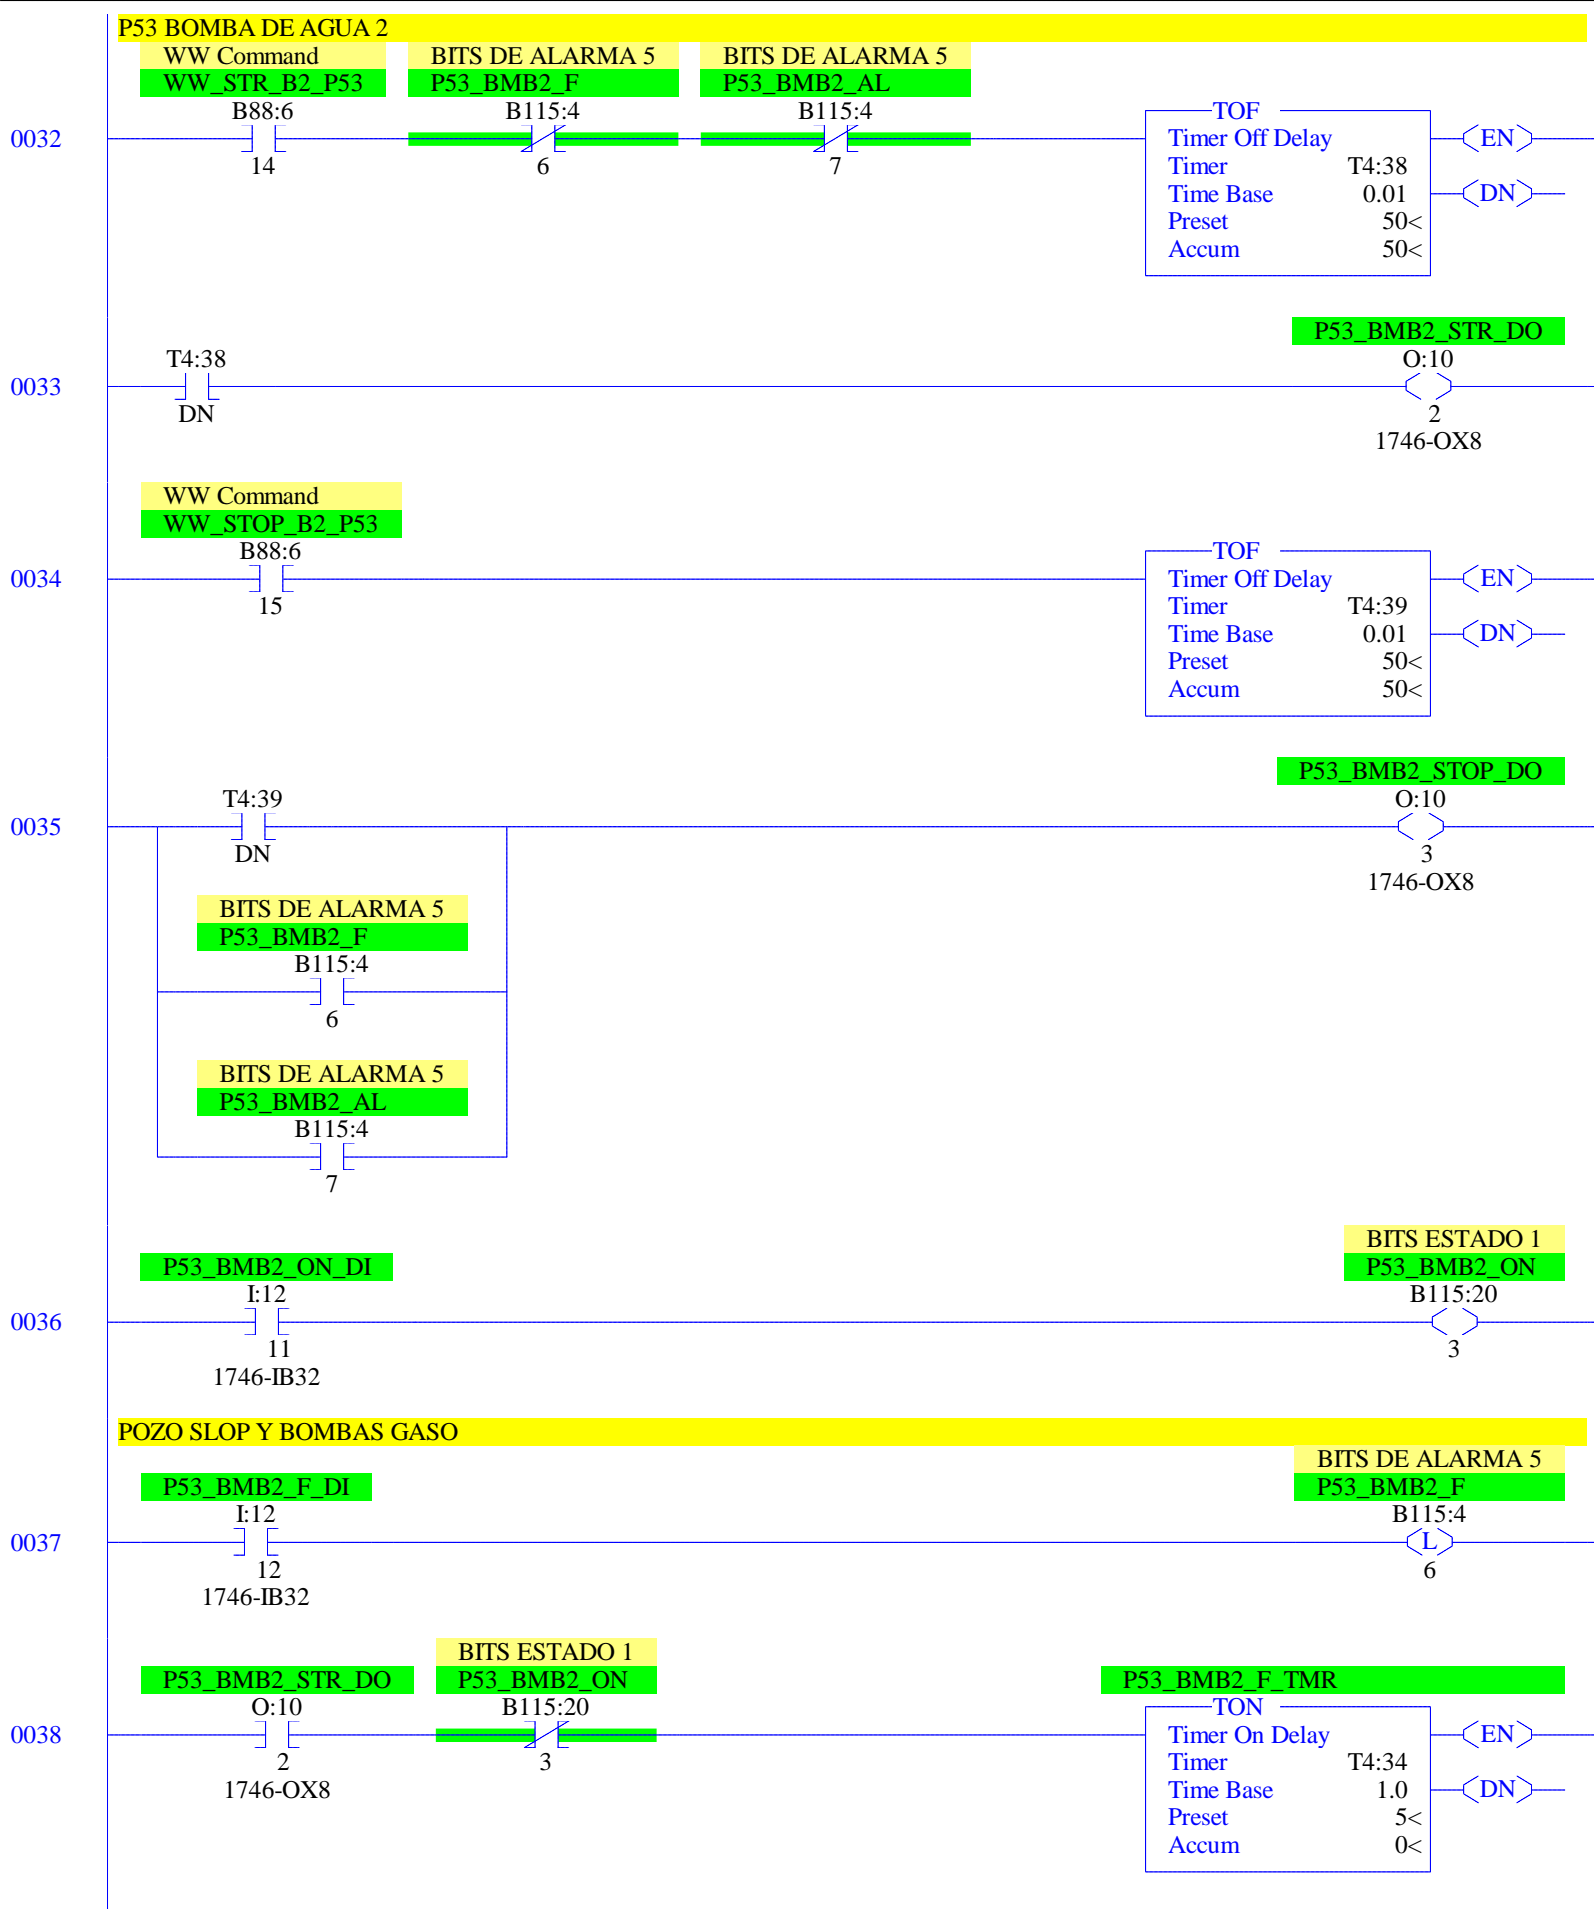 P53 BOMBA DE AGUA 2
WW Command BITS DE ALARMA 5 BITS DE ALARMA 5
WW_STR_B2_P53 P53_BMB2_F P53_BMB2_AL
B88:6 B115:4 B115:4 TOF
0032 Timer Off Delay EN
14 6 7 Timer T4:38
Time Base 0.01 DN
Preset 50<
Accum 50<
P53_BMB2_STR_DO
T4:38 O:10
0033
DN 2
1746-OX8
WW Command
WW_STOP_B2_P53
B88:6 TOF
0034 Timer Off Delay EN
15 Timer T4:39
Time Base 0.01 DN
Preset 50<
Accum 50<
P53_BMB2_STOP_DO
T4:39 O:10
0035
DN 3
1746-OX8
BITS DE ALARMA 5
P53_BMB2_F
B115:4
6
BITS DE ALARMA 5
P53_BMB2_AL
B115:4
7
BITS ESTADO 1
P53_BMB2_ON_DI P53_BMB2_ON
I:12 B115:20
0036
11 3
1746-IB32
POZO SLOP Y BOMBAS GASO
BITS DE ALARMA 5
P53_BMB2_F_DI P53_BMB2_F
I:12 B115:4
0037 L
12 6
1746-IB32
BITS ESTADO 1
P53_BMB2_STR_DO P53_BMB2_ON P53_BMB2_F_TMR
O:10 B115:20 TON
0038 Timer On Delay EN
2 3 Timer T4:34
1746-OX8 Time Base 1.0 DN
Preset 5<
Accum 0<